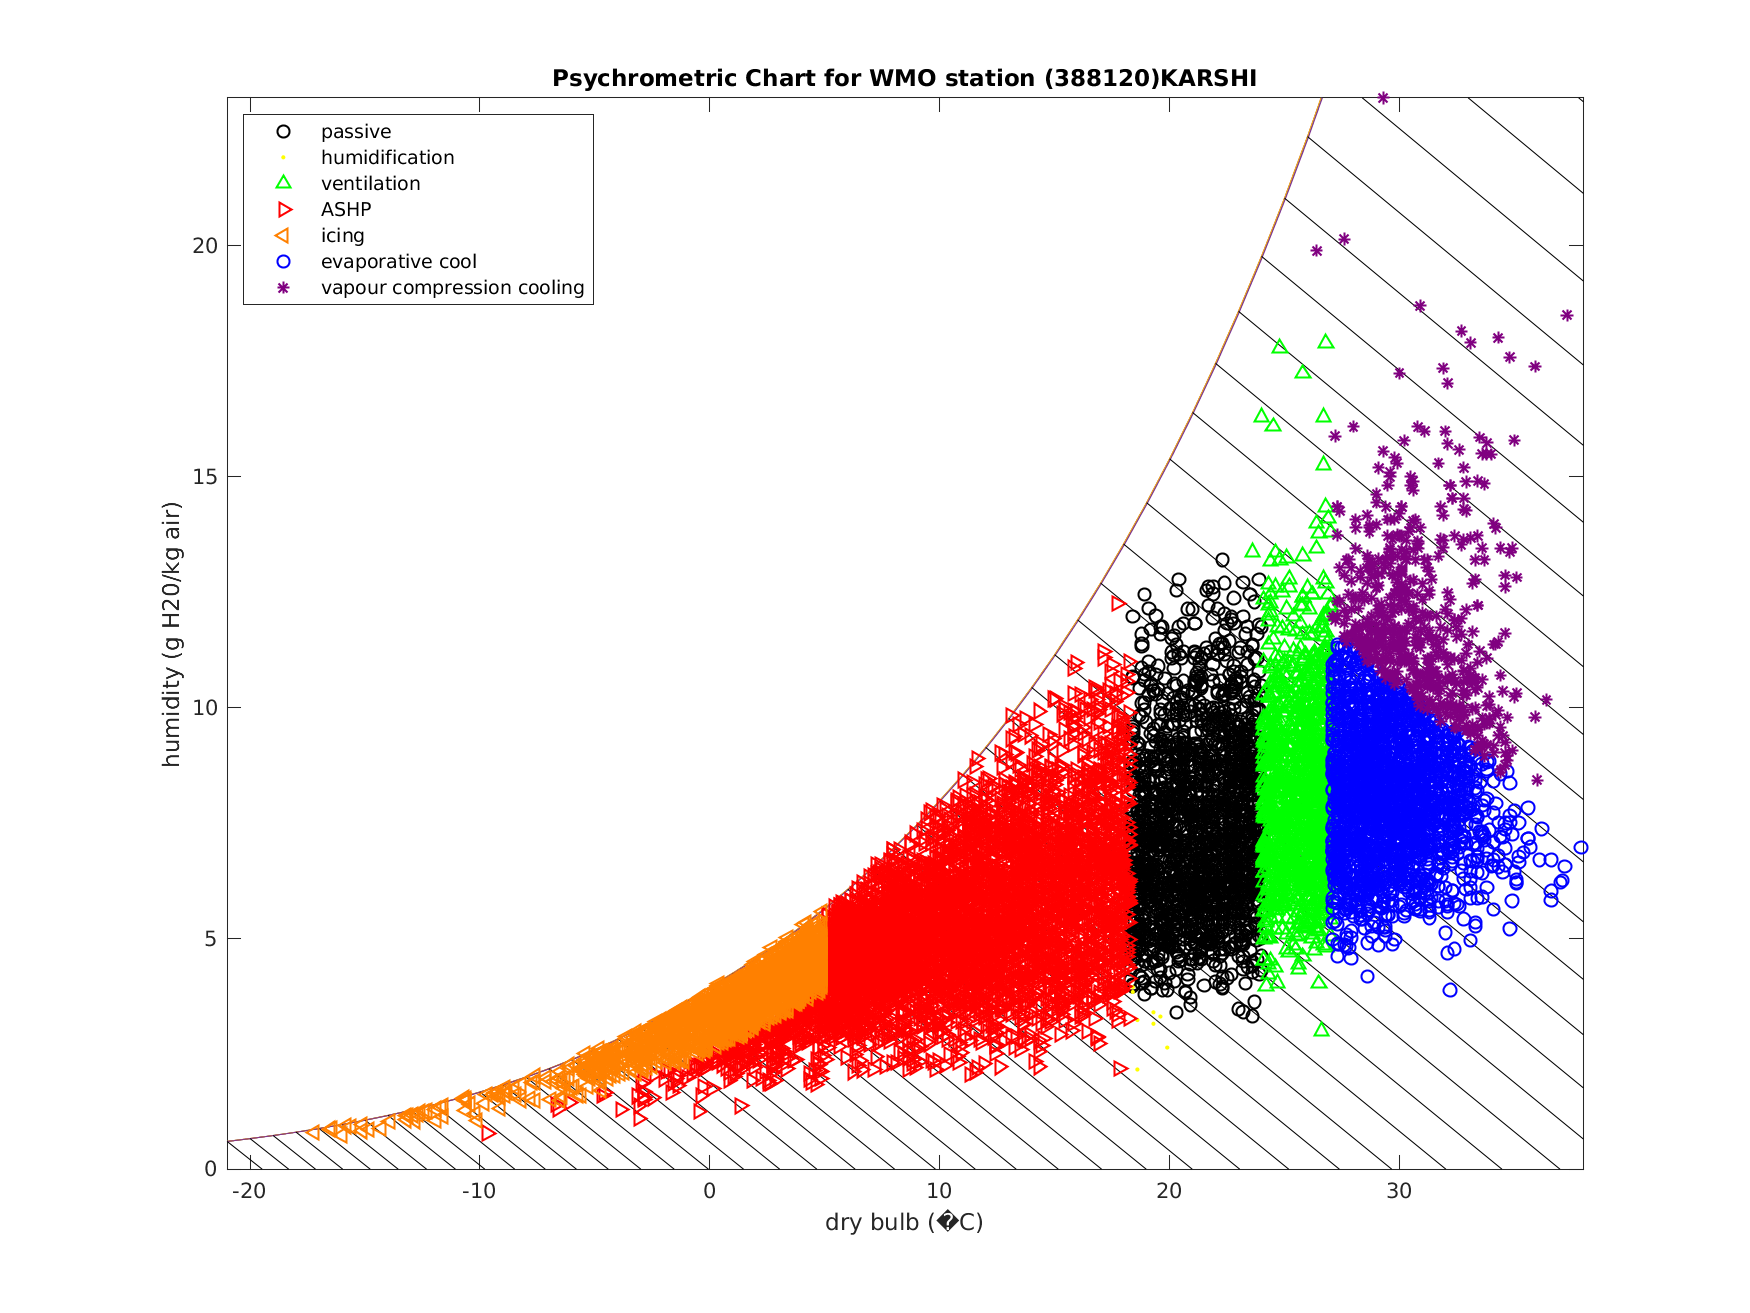 Psychrometric Chart for WMO station (388120)KARSHI
passive
humidification
ventilation
ASHP
icing
evaporative cool
vapour compression cooling
20
15
10
5
0
humidity (g H20/kg air)
-20 -10 0 10 20 30
dry bulb (�C)